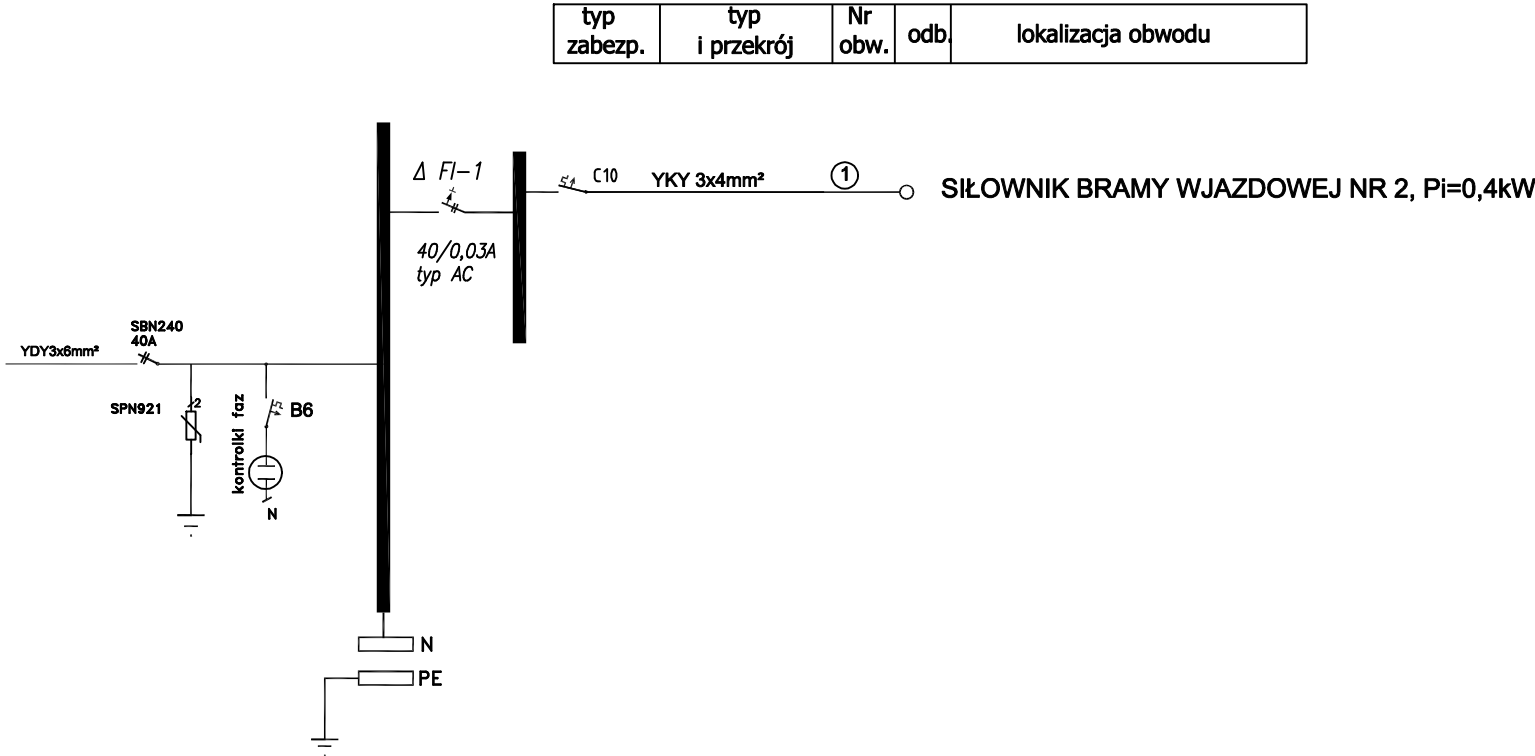 typ
zabezp.
typ
i przekrój
Nr
obw.
odb.
lokalizacja obwodu
Δ FI-1
40/0,03A
typ AC
C10
YKY 3x4mm²
1
SIŁOWNIK BRAMY WJAZDOWEJ NR 2, Pi=0,4kW
YDY3x6mm²
SBN240
40A
SPN921
2
kontrolki faz
B6
N
N
PE